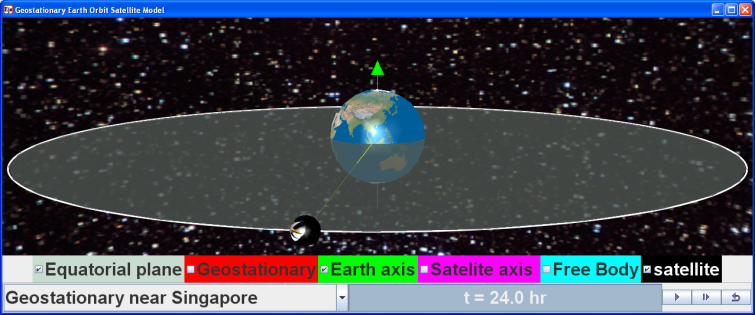 Geostationary Earth Orbit Satellite Model
Equatorial plane Geostationary Earth axis Satelite axis Free Body satellite
Geostationary near Singapore t = 24.0 hr